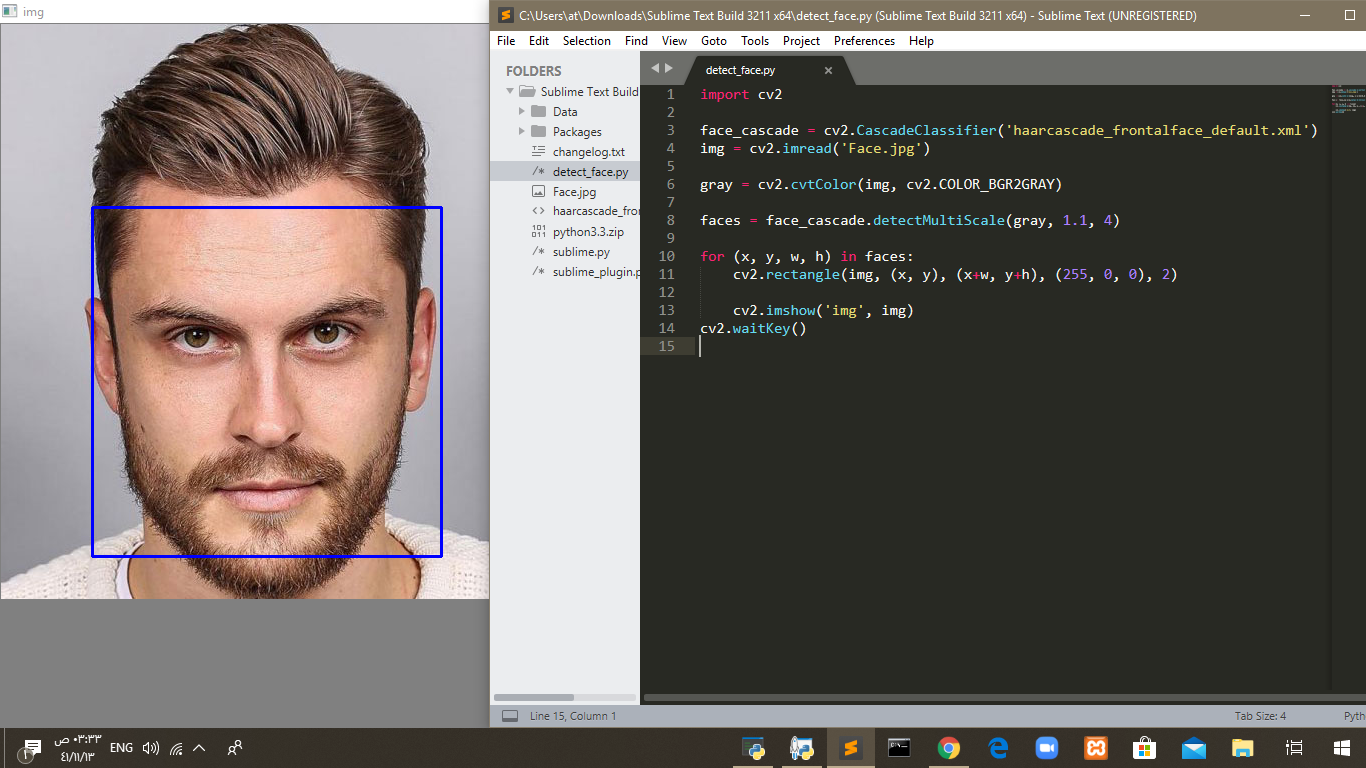 img
C:\Users\at\Downloads\Sublime Text Build 3211 x64\detect_face.py (Sublime Text Build 3211 x64) - Sublime Text (UNREGISTERED)
File Edit Selection Find View Goto Tools Project Preferences Help
FOLDERS
Sublime Text Build
Data
Packages
changelog.txt
detect_face.py
Face.jpg
haarcascade_fro
python3.3.zip
sublime.py
sublime_plugin.p
detect_face.py
1 import cv2
2
3 face_cascade = cv2.CascadeClassifier('haarcascade_frontalface_default.xml')
4 img = cv2.imread('Face.jpg')
5
6 gray = cv2.cvtColor(img, cv2.COLOR_BGR2GRAY)
7
8 faces = face_cascade.detectMultiScale(gray, 1.1, 4)
9
10 for (x, y, w, h) in faces:
11     cv2.rectangle(img, (x, y), (x+w, y+h), (255, 0, 0), 2)
12
13     cv2.imshow('img', img)
14 cv2.waitKey()
15
Line 15, Column 1 Tab Size: 4 Pyth
١ ٠٣:٣٣ ص ENG
٤١/١١/١٣